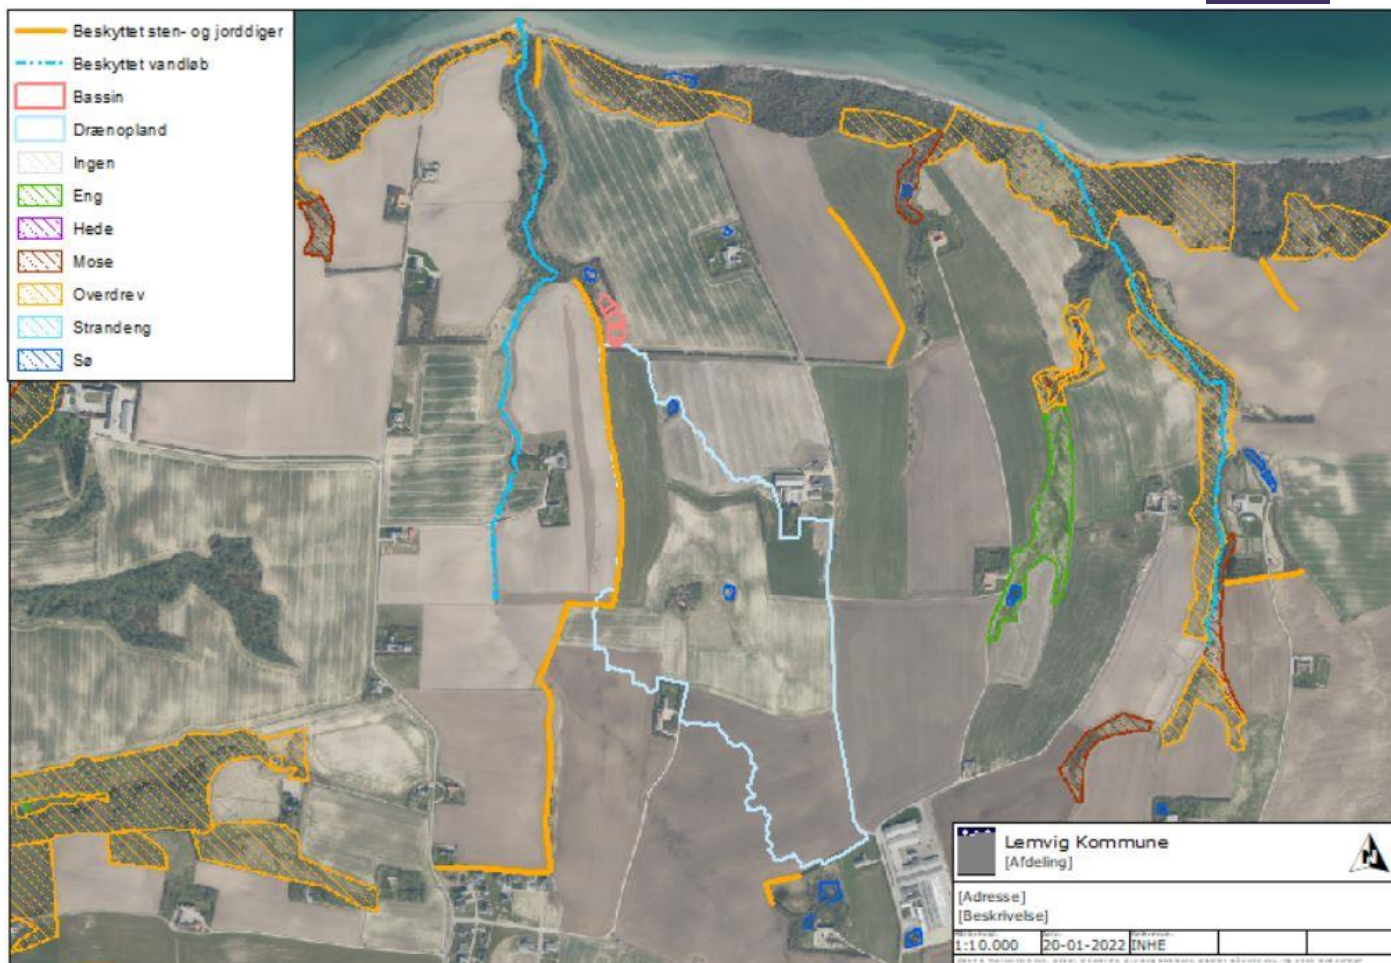 Beskyttet sten- og jorddiger
Beskyttet vandløb
Bassin
Drænopland
Ingen
Eng
Hede
Mose
Overdrev
Strandeng
Sø
Lemvig Kommune
[Afdeling]
[Adresse]
[Beskrivelse]
1:10.000 20-01-2022 INHE